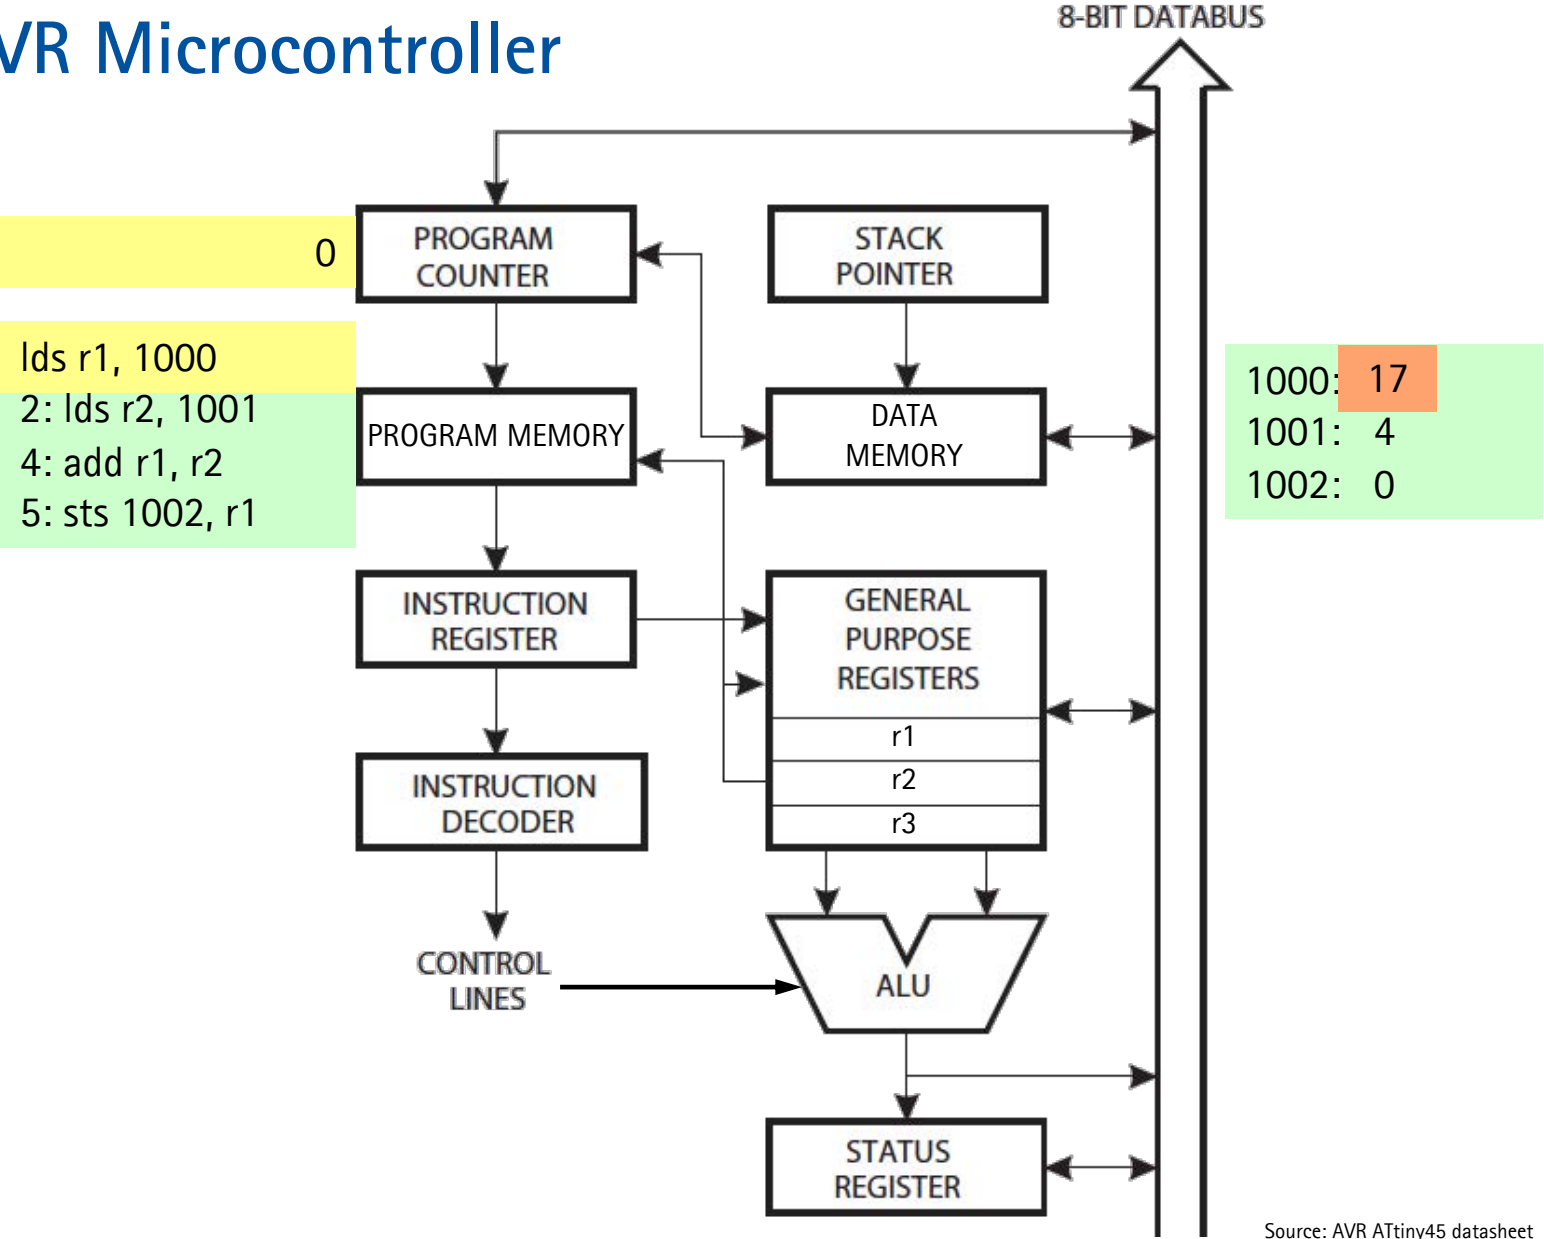 VR Microcontroller
8-BIT DATABUS
0
PROGRAM
COUNTER
STACK
POINTER
lds r1, 1000
2: lds r2, 1001
4: add r1, r2
5: sts 1002, r1
PROGRAM MEMORY
DATA
MEMORY
1000: 17
1001: 4
1002: 0
INSTRUCTION
REGISTER
GENERAL
PURPOSE
REGISTERS
r1
r2
r3
INSTRUCTION
DECODER
CONTROL
LINES
ALU
STATUS
REGISTER
Source: AVR ATtiny45 datasheet